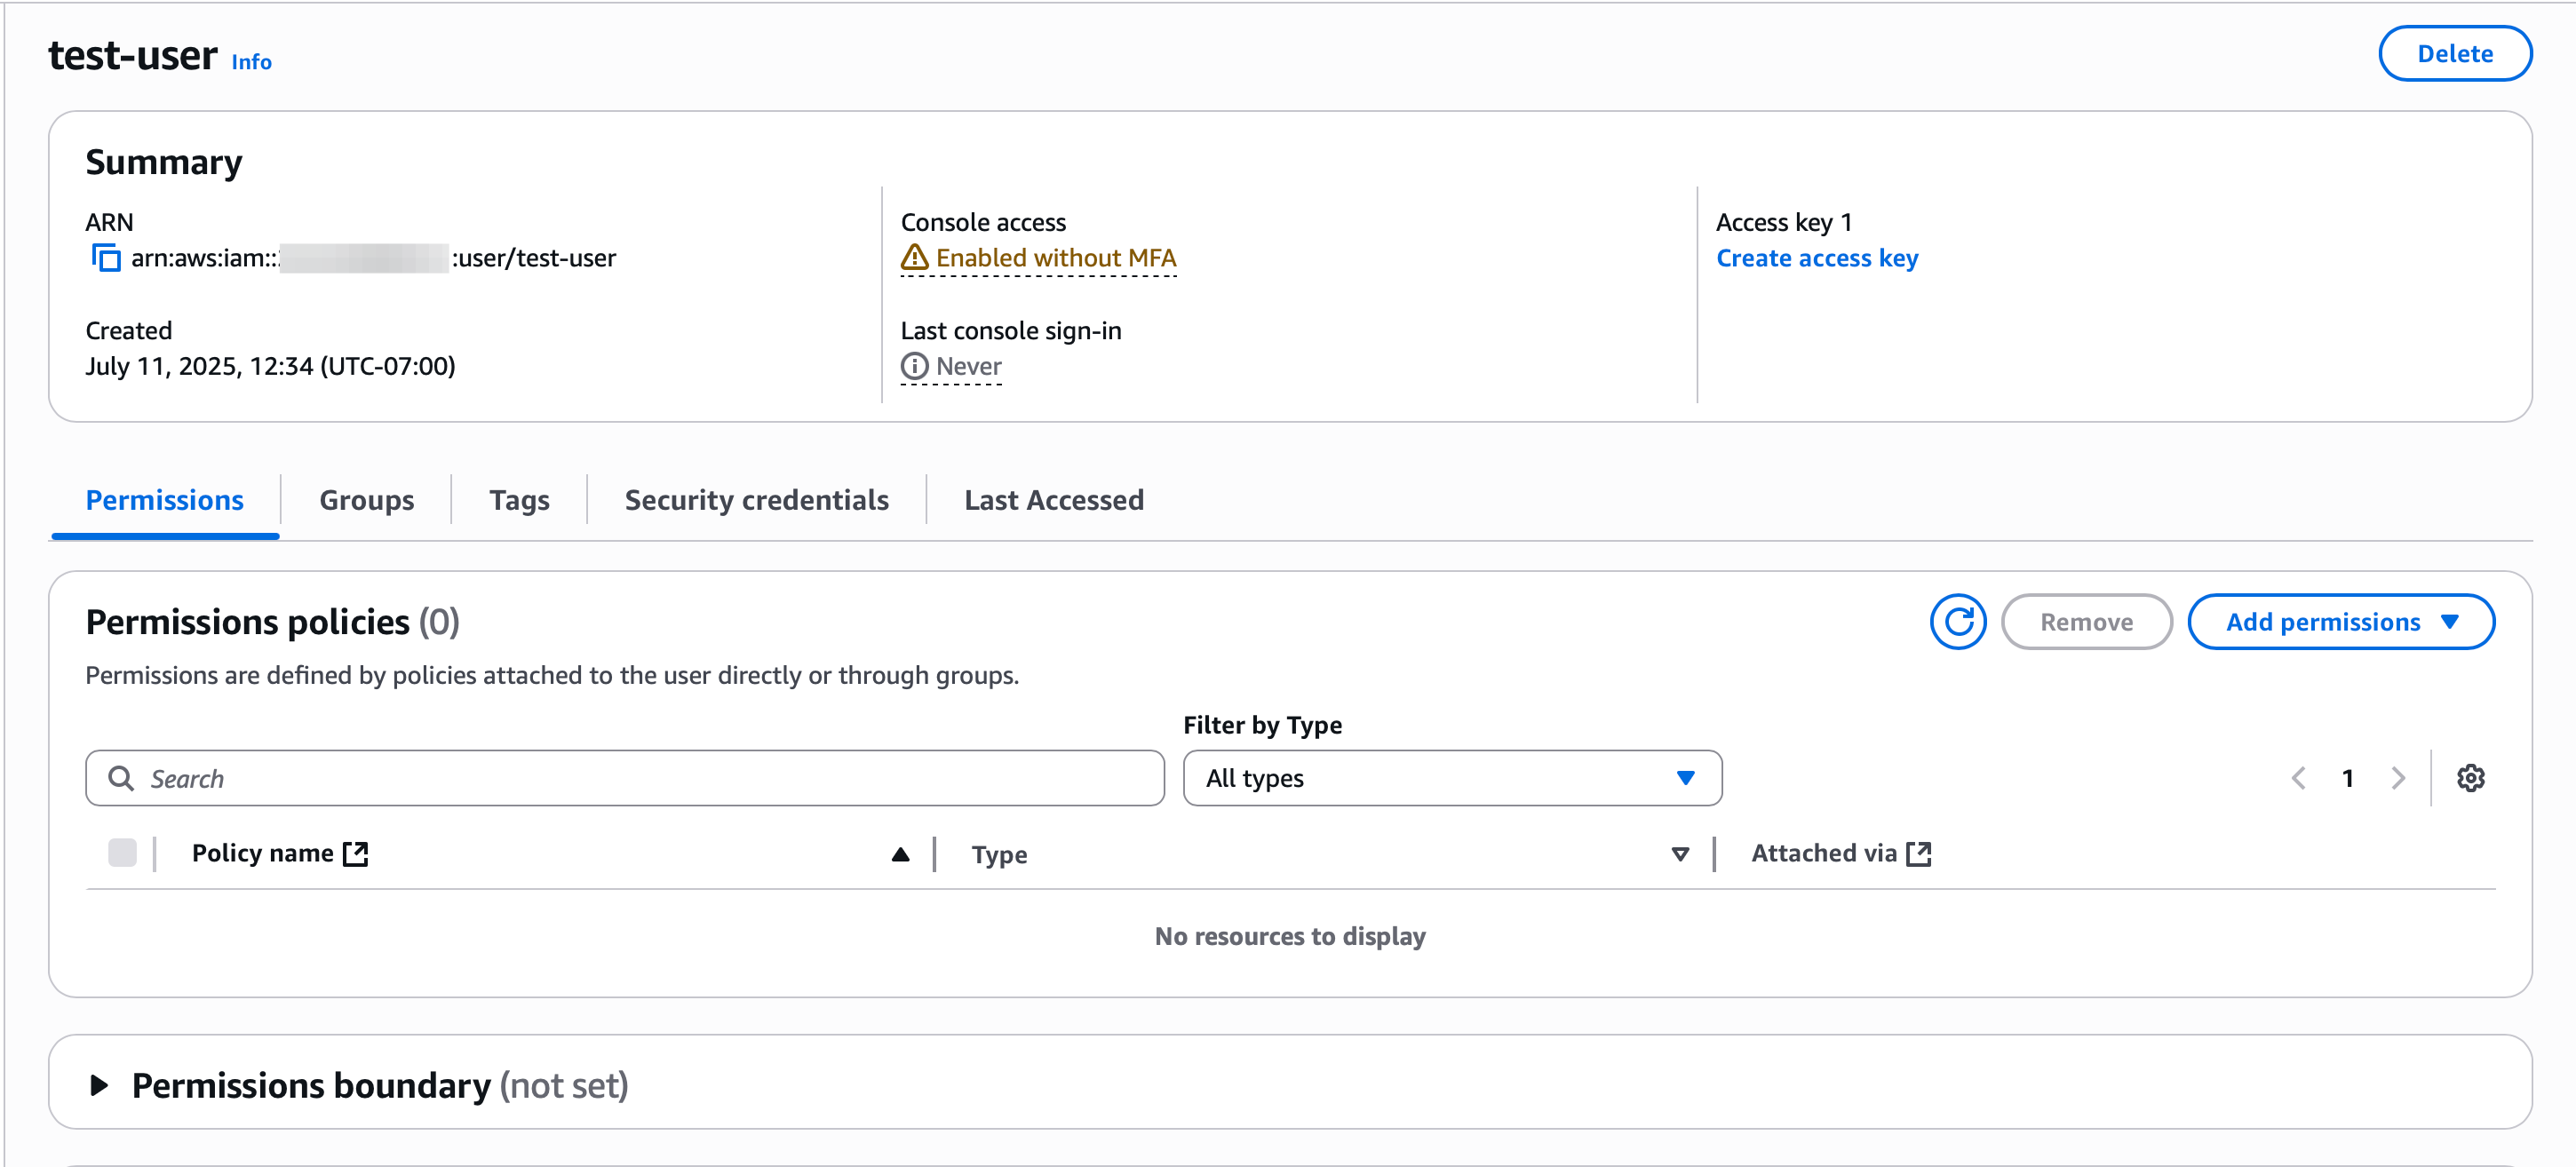 test-user Info
Delete
Summary
ARN
arn:aws:iam:: :user/test-user
Created
July 11, 2025, 12:34 (UTC-07:00)
Console access
Enabled without MFA
Last console sign-in
Never
Access key 1
Create access key
Permissions
Groups
Tags
Security credentials
Last Accessed
Permissions policies (0)
Remove
Add permissions
Permissions are defined by policies attached to the user directly or through groups.
Filter by Type
Search
All types
1
Policy name
Type
Attached via
No resources to display
Permissions boundary (not set)